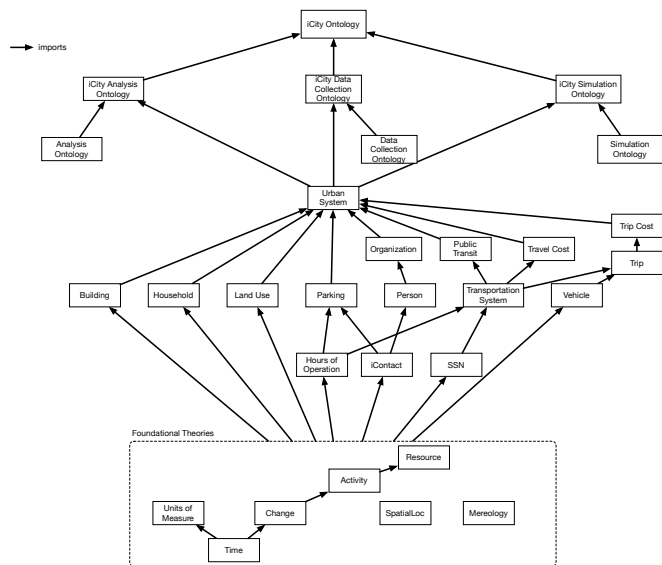 iCity Ontology
imports
iCity Analysis
Ontology
iCity Data
Collection
Ontology
iCity Simulation
Ontology
Analysis
Ontology
Data
Collection
Ontology
Simulation
Ontology
Urban
System
Trip Cost
Organization
Public
Transit
Travel Cost
Trip
Building
Household
Land Use
Parking
Person
Transportation
System
Vehicle
Hours of
Operation
iContact
SSN
Foundational Theories
Resource
Activity
Units of
Measure
Change
SpatialLoc
Mereology
Time